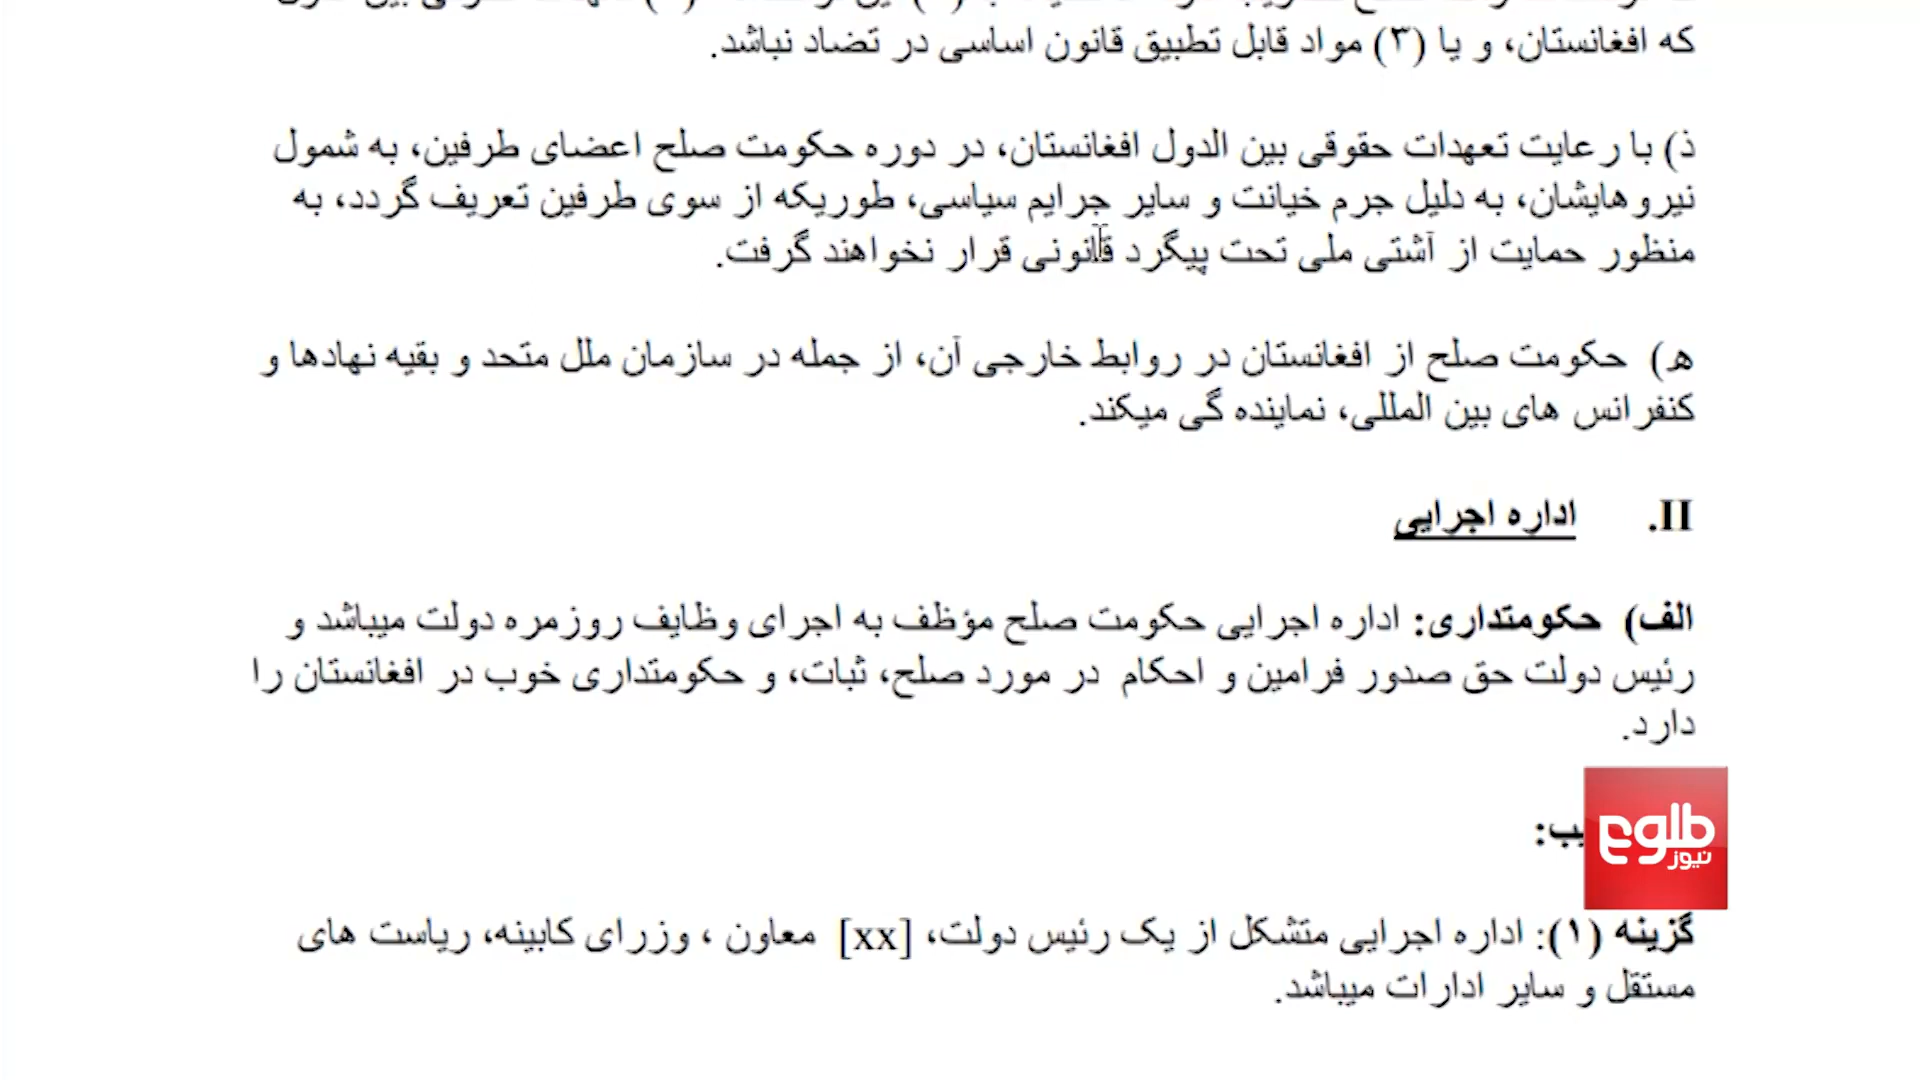 که افغانستان، و یا (۳) مواد قابل تطبیق قانون اساسی در تضاد نباشد.
ذ) با رعایت تعهدات حقوقی بین الدول افغانستان، در دوره حکومت صلح اعضای طرفین، به شمول
نیروهایشان، به دلیل جرم خیانت و سایر جرایم سیاسی، طوریکه از سوی طرفین تعریف گردد، به
منظور حمایت از آشتی ملی تحت پیگرد قانونی قرار نخواهند گرفت.
ه) حکومت صلح از افغانستان در روابط خارجی آن، از جمله در سازمان ملل متحد و بقیه نهادها و
کنفرانس های بین المللی، نماینده گی میکند.
II. اداره اجرایی
الف) حکومتداری: اداره اجرایی حکومت صلح مؤظف به اجرای وظایف روزمره دولت میباشد و
رئیس دولت حق صدور فرامین و احکام در مورد صلح، ثبات، و حکومتداری خوب در افغانستان را
دارد.
طلوع
نیوز
گزینه (۱): اداره اجرایی متشکل از یک رئیس دولت، [xx] معاون ، وزرای کابینه، ریاست های
مستقل و سایر ادارات میباشد.